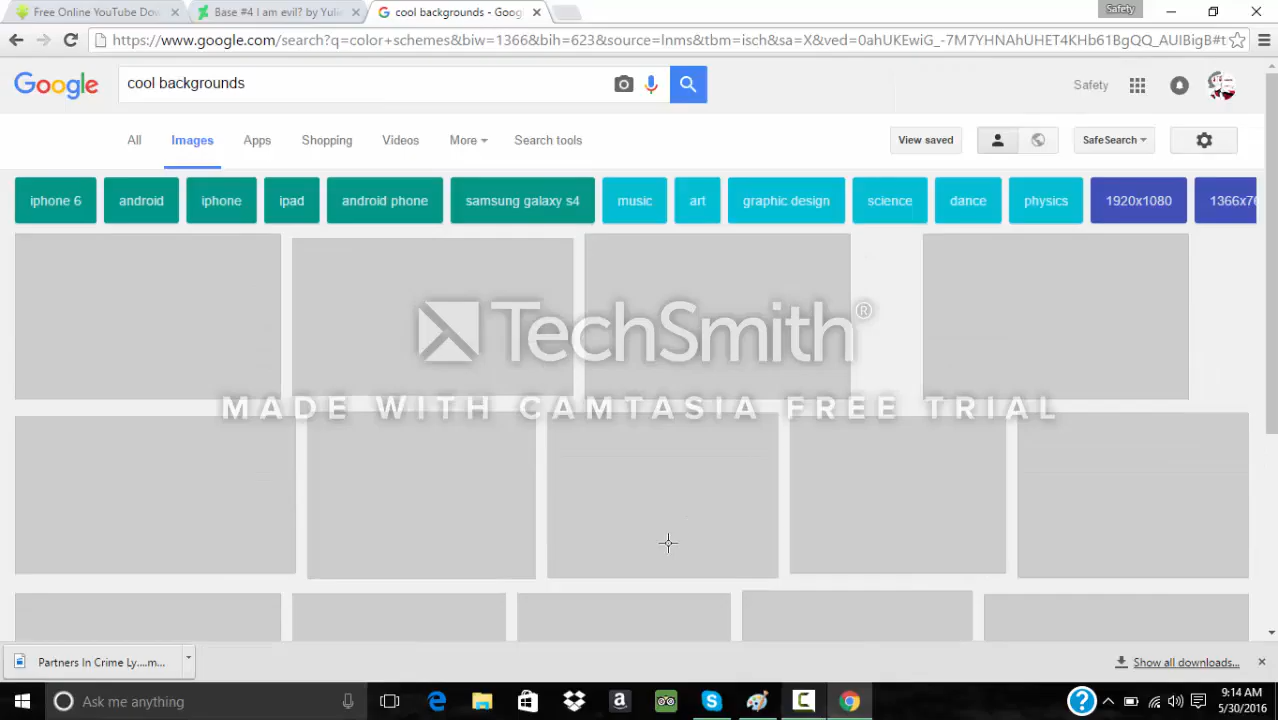 Free Online YouTube Dow
Base #4 I am evil? by Yulie
cool backgrounds - Goog
Safety
https://www.google.com/search?q=color+schemes&biw=1366&bih=623&source=lnms&tbm=isch&sa=X&ved=0ahUKEwiG_-7M7YHNAhUHET4KHb61BgQQ_AUIBigB#t
Google
cool backgrounds
Safety
All Images Apps Shopping Videos More Search tools
View saved
SafeSearch
iphone 6 android iphone ipad android phone samsung galaxy s4 music art graphic design science dance physics 1920x1080 1366x76
TechSmith®
MADE WITH CAMTASIA FREE TRIAL
Partners In Crime Ly....m...
Show all downloads...
Ask me anything
9:14 AM
5/30/2016